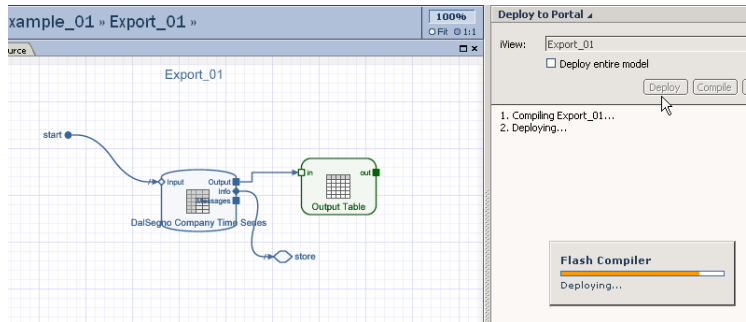 xample_01 » Export_01 »
100%
Fit 1:1
urce
Export_01
start
Input
Output
Info
Messages
DalSegno Company Time Series
in
out
Output Table
store
Deploy to Portal
iView:
Export_01
Deploy entire model
Deploy
Compile
1. Compiling Export_01...
2. Deploying...
Flash Compiler
Deploying...